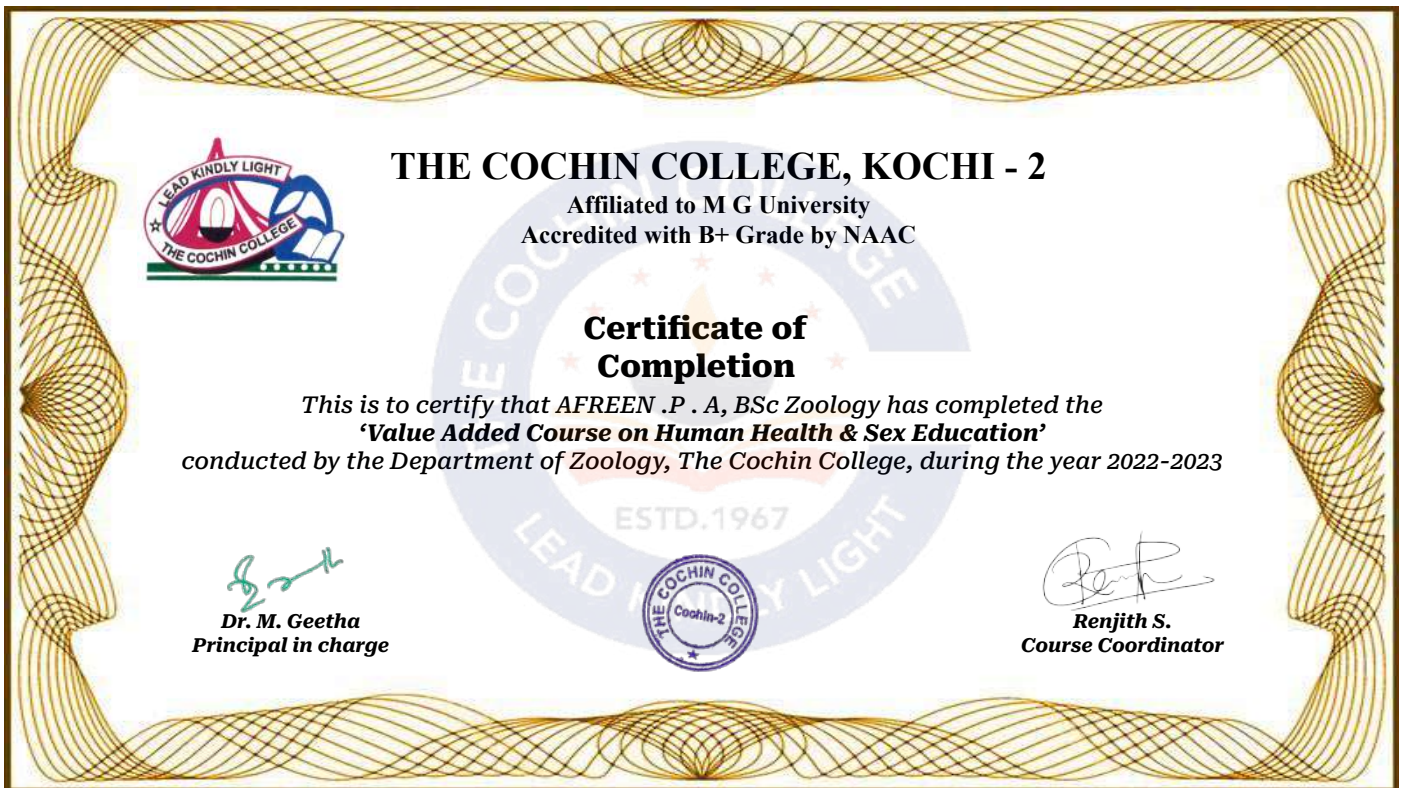 LEAD KINDLY LIGHT
THE COCHIN COLLEGE
THE COCHIN COLLEGE, KOCHI - 2
Affiliated to M G University
Accredited with B+ Grade by NAAC
THE COCHIN COLLEGE
Certificate of
Completion
This is to certify that AFREEN .P . A, BSc Zoology has completed the
‘Value Added Course on Human Health & Sex Education’
conducted by the Department of Zoology, The Cochin College, during the year 2022-2023
ESTD.1967
LEAD KINDLY LIGHT
Dr. M. Geetha
Principal in charge
THE COCHIN COLLEGE
Cochin-2
Renjith S.
Course Coordinator